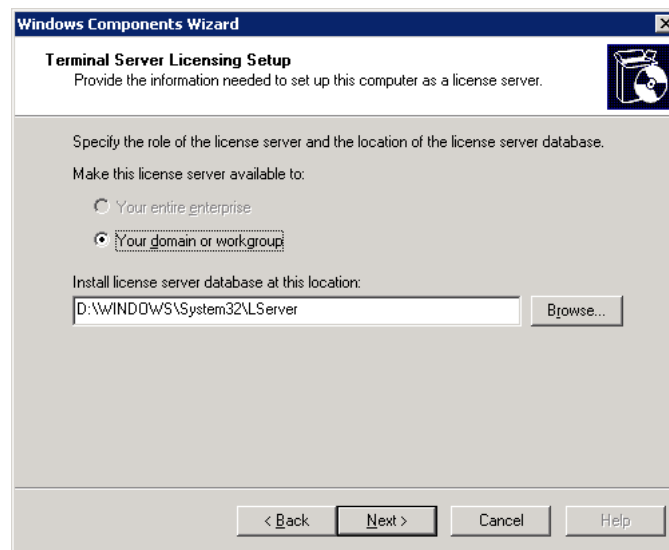 Windows Components Wizard
Terminal Server Licensing Setup
Provide the information needed to set up this computer as a license server.
Specify the role of the license server and the location of the license server database.
Make this license server available to:
Your entire enterprise
Your domain or workgroup
Install license server database at this location:
D:\WINDOWS\System32\LServer
Browse...
< Back
Next >
Cancel
Help